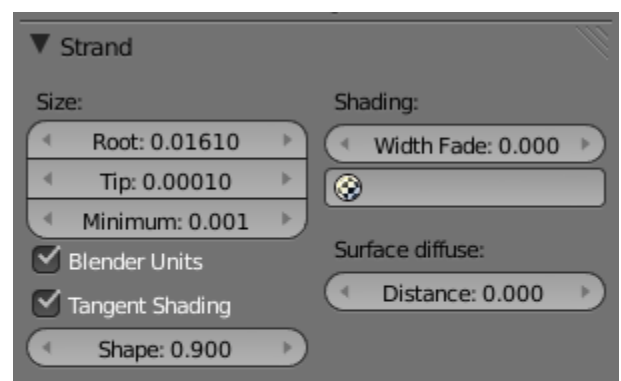 Strand
Size:
Root: 0.01610
Tip: 0.00010
Minimum: 0.001
Blender Units
Tangent Shading
Shape: 0.900
Shading:
Width Fade: 0.000
Surface diffuse:
Distance: 0.000